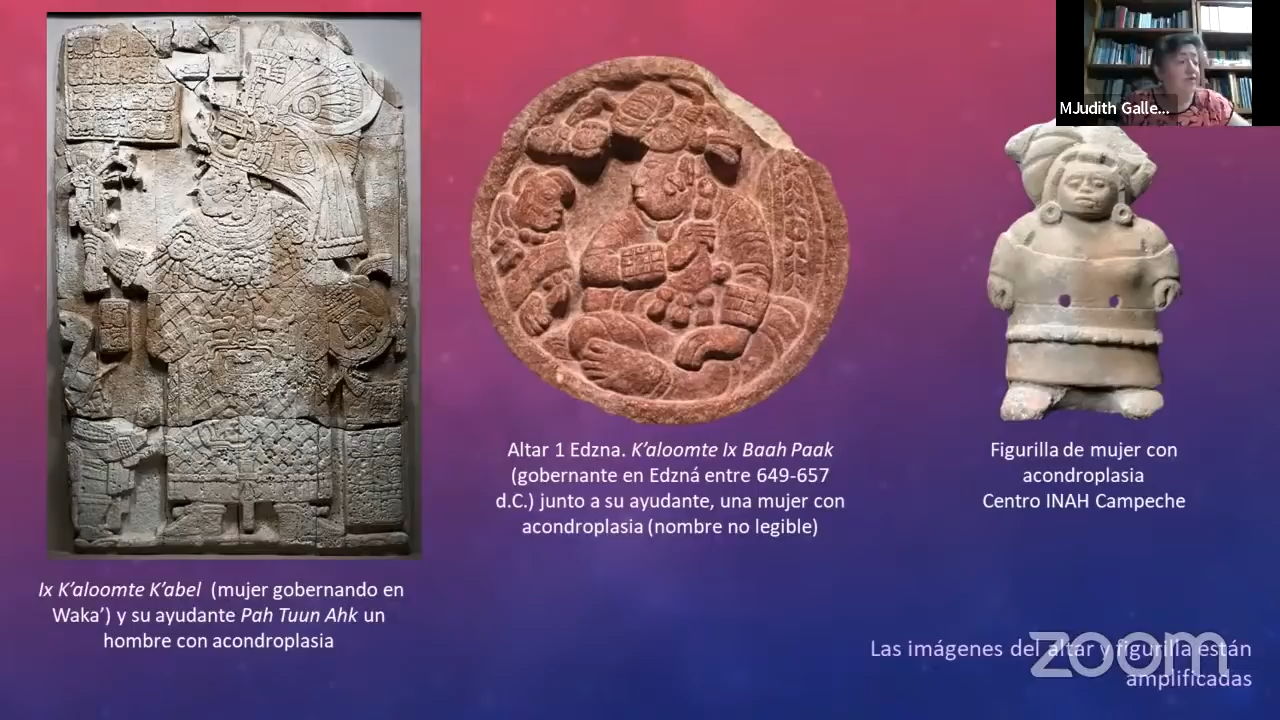 MJudith Galle...
Altar 1 Edzna. K’aloomte Ix Baah Paak
(gobernante en Edzná entre 649-657
d.C.) junto a su ayudante, una mujer con
acondroplasia (nombre no legible)
Figurilla de mujer con
acondroplasia
Centro INAH Campeche
Ix K’aloomte K’abel (mujer gobernando en
Waka’) y su ayudante Pah Tuun Ahk un
hombre con acondroplasia
Las imágenes del altar y figurilla están
amplificadas
zoom